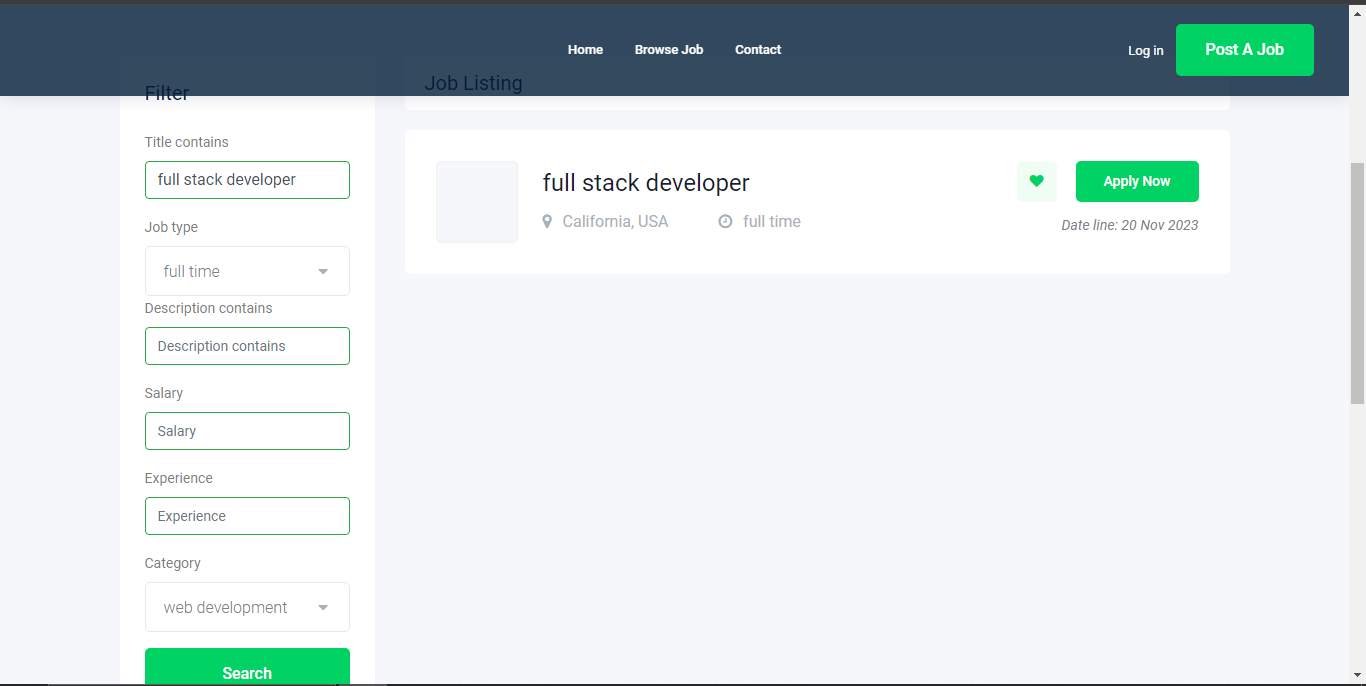 Home Browse Job Contact Log in Post A Job
Filter
Title contains
full stack developer
Job type
full time
Description contains
Description contains
Salary
Salary
Experience
Experience
Category
web development
Search
Job Listing
full stack developer
California, USA full time
Apply Now
Date line: 20 Nov 2023